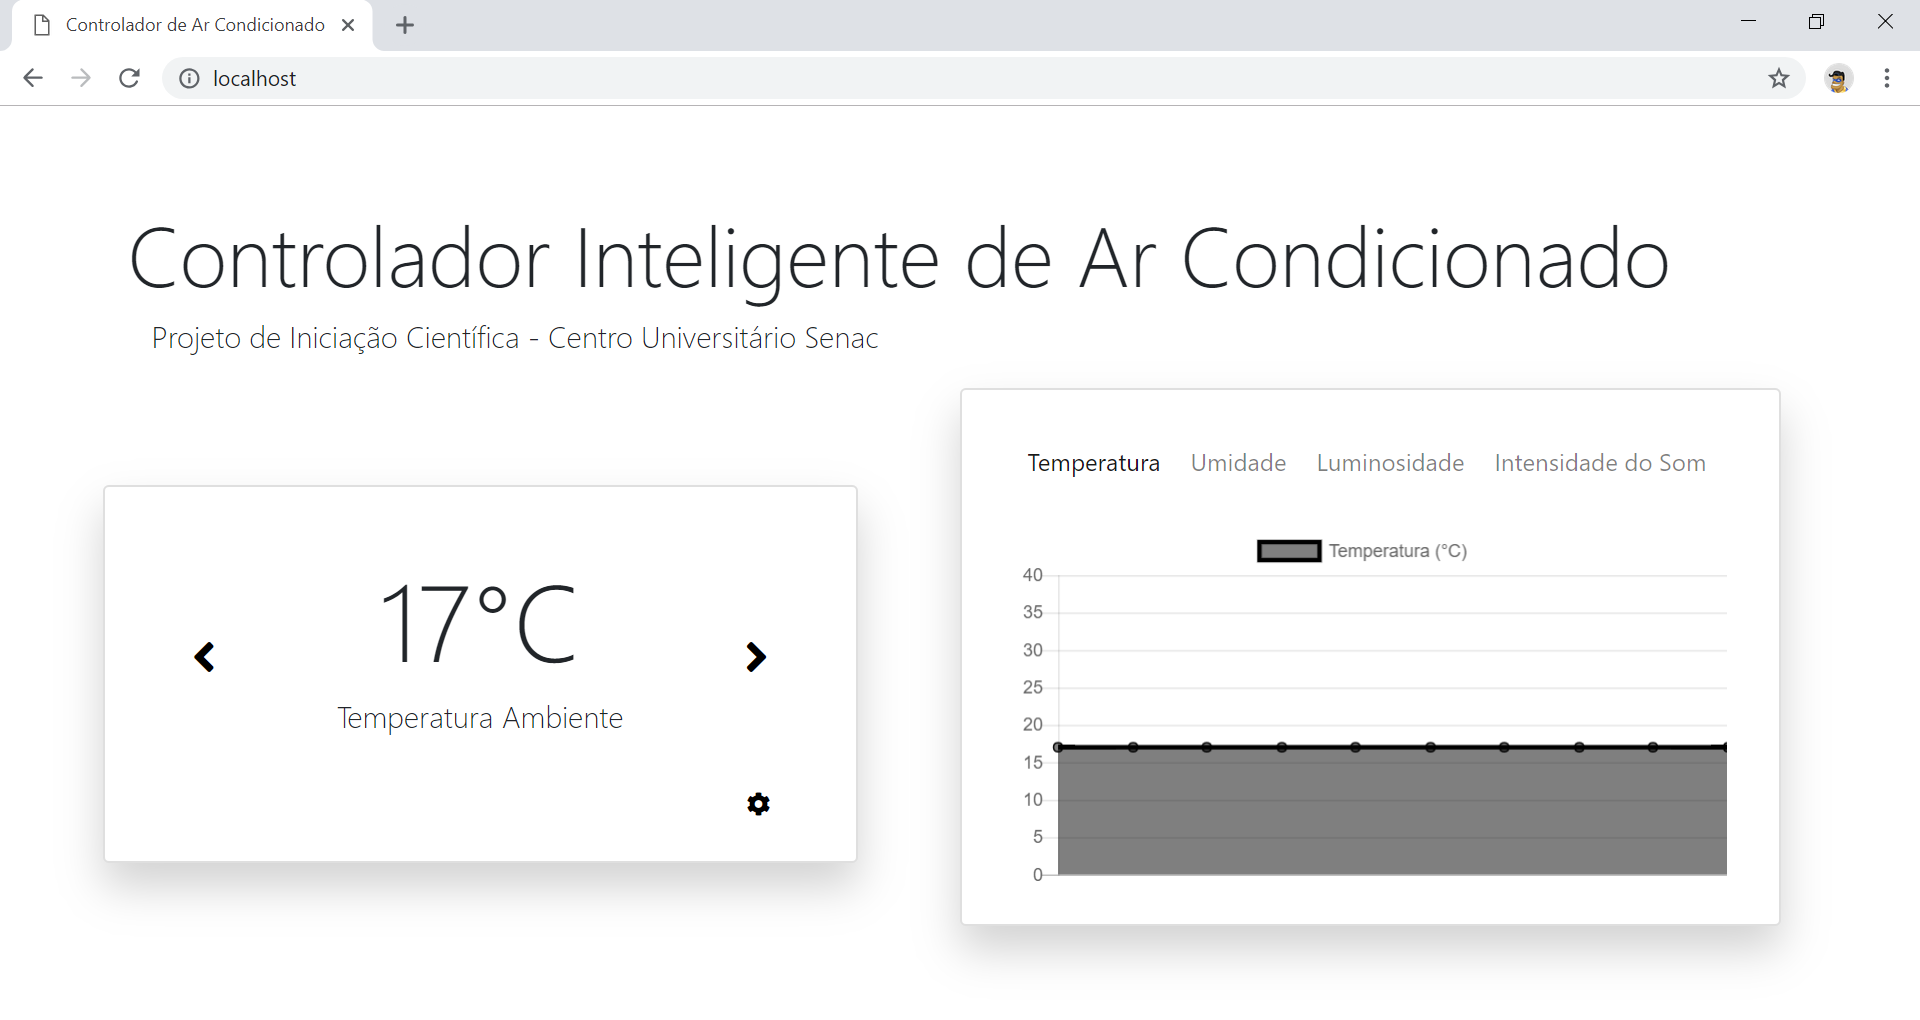 Controlador de Ar Condicionado
localhost
Controlador Inteligente de Ar Condicionado
Projeto de Iniciação Científica - Centro Universitário Senac
17°C
Temperatura Ambiente
Temperatura Umidade Luminosidade Intensidade do Som
Temperatura (°C)
40
35
30
25
20
15
10
5
0